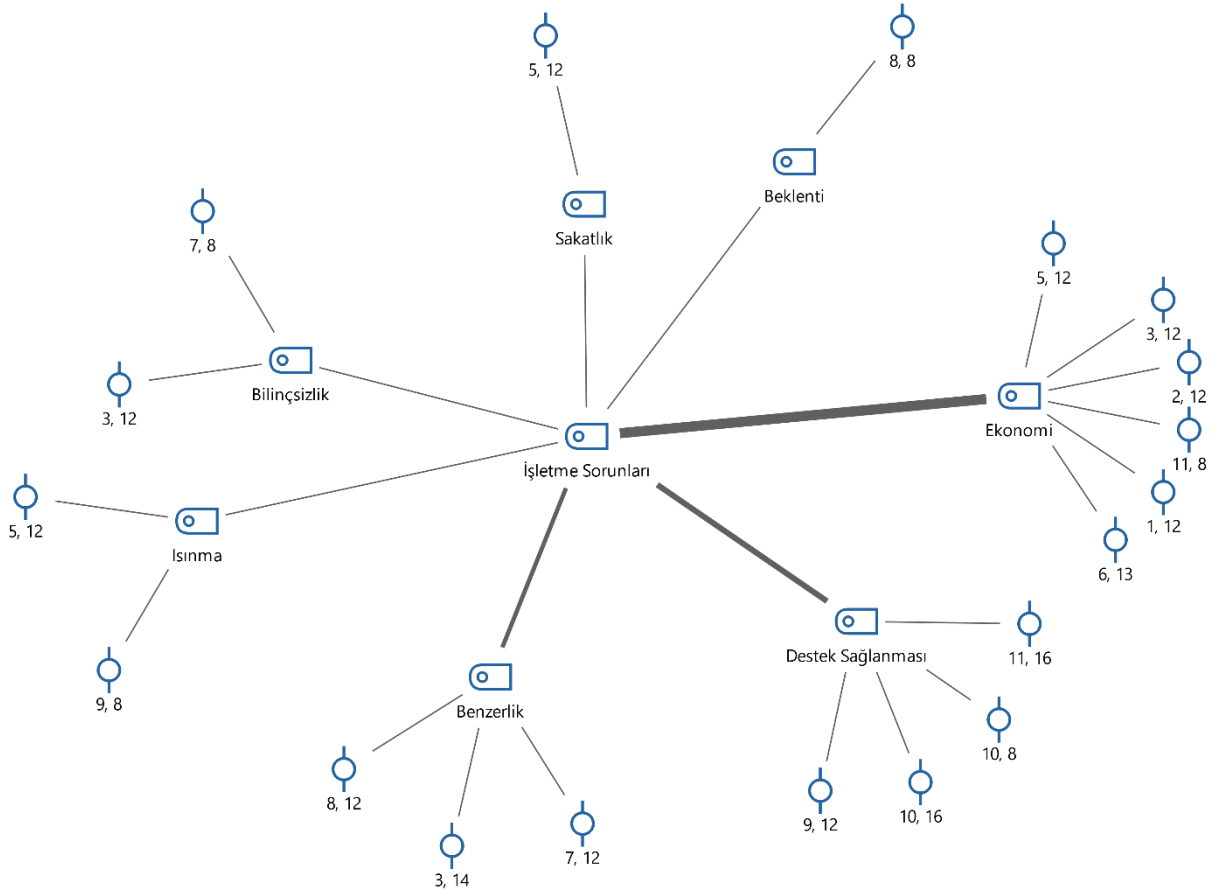 5, 12
8, 8
Beklenti
Sakatlık
7, 8
5, 12
3, 12
2, 12
3, 12
Bilinçsizlik
Ekonomi
11, 8
İşletme Sorunları
1, 12
5, 12
Isınma
6, 13
Destek Sağlanması
11, 16
9, 8
Benzerlik
10, 8
8, 12
9, 12
10, 16
7, 12
3, 14